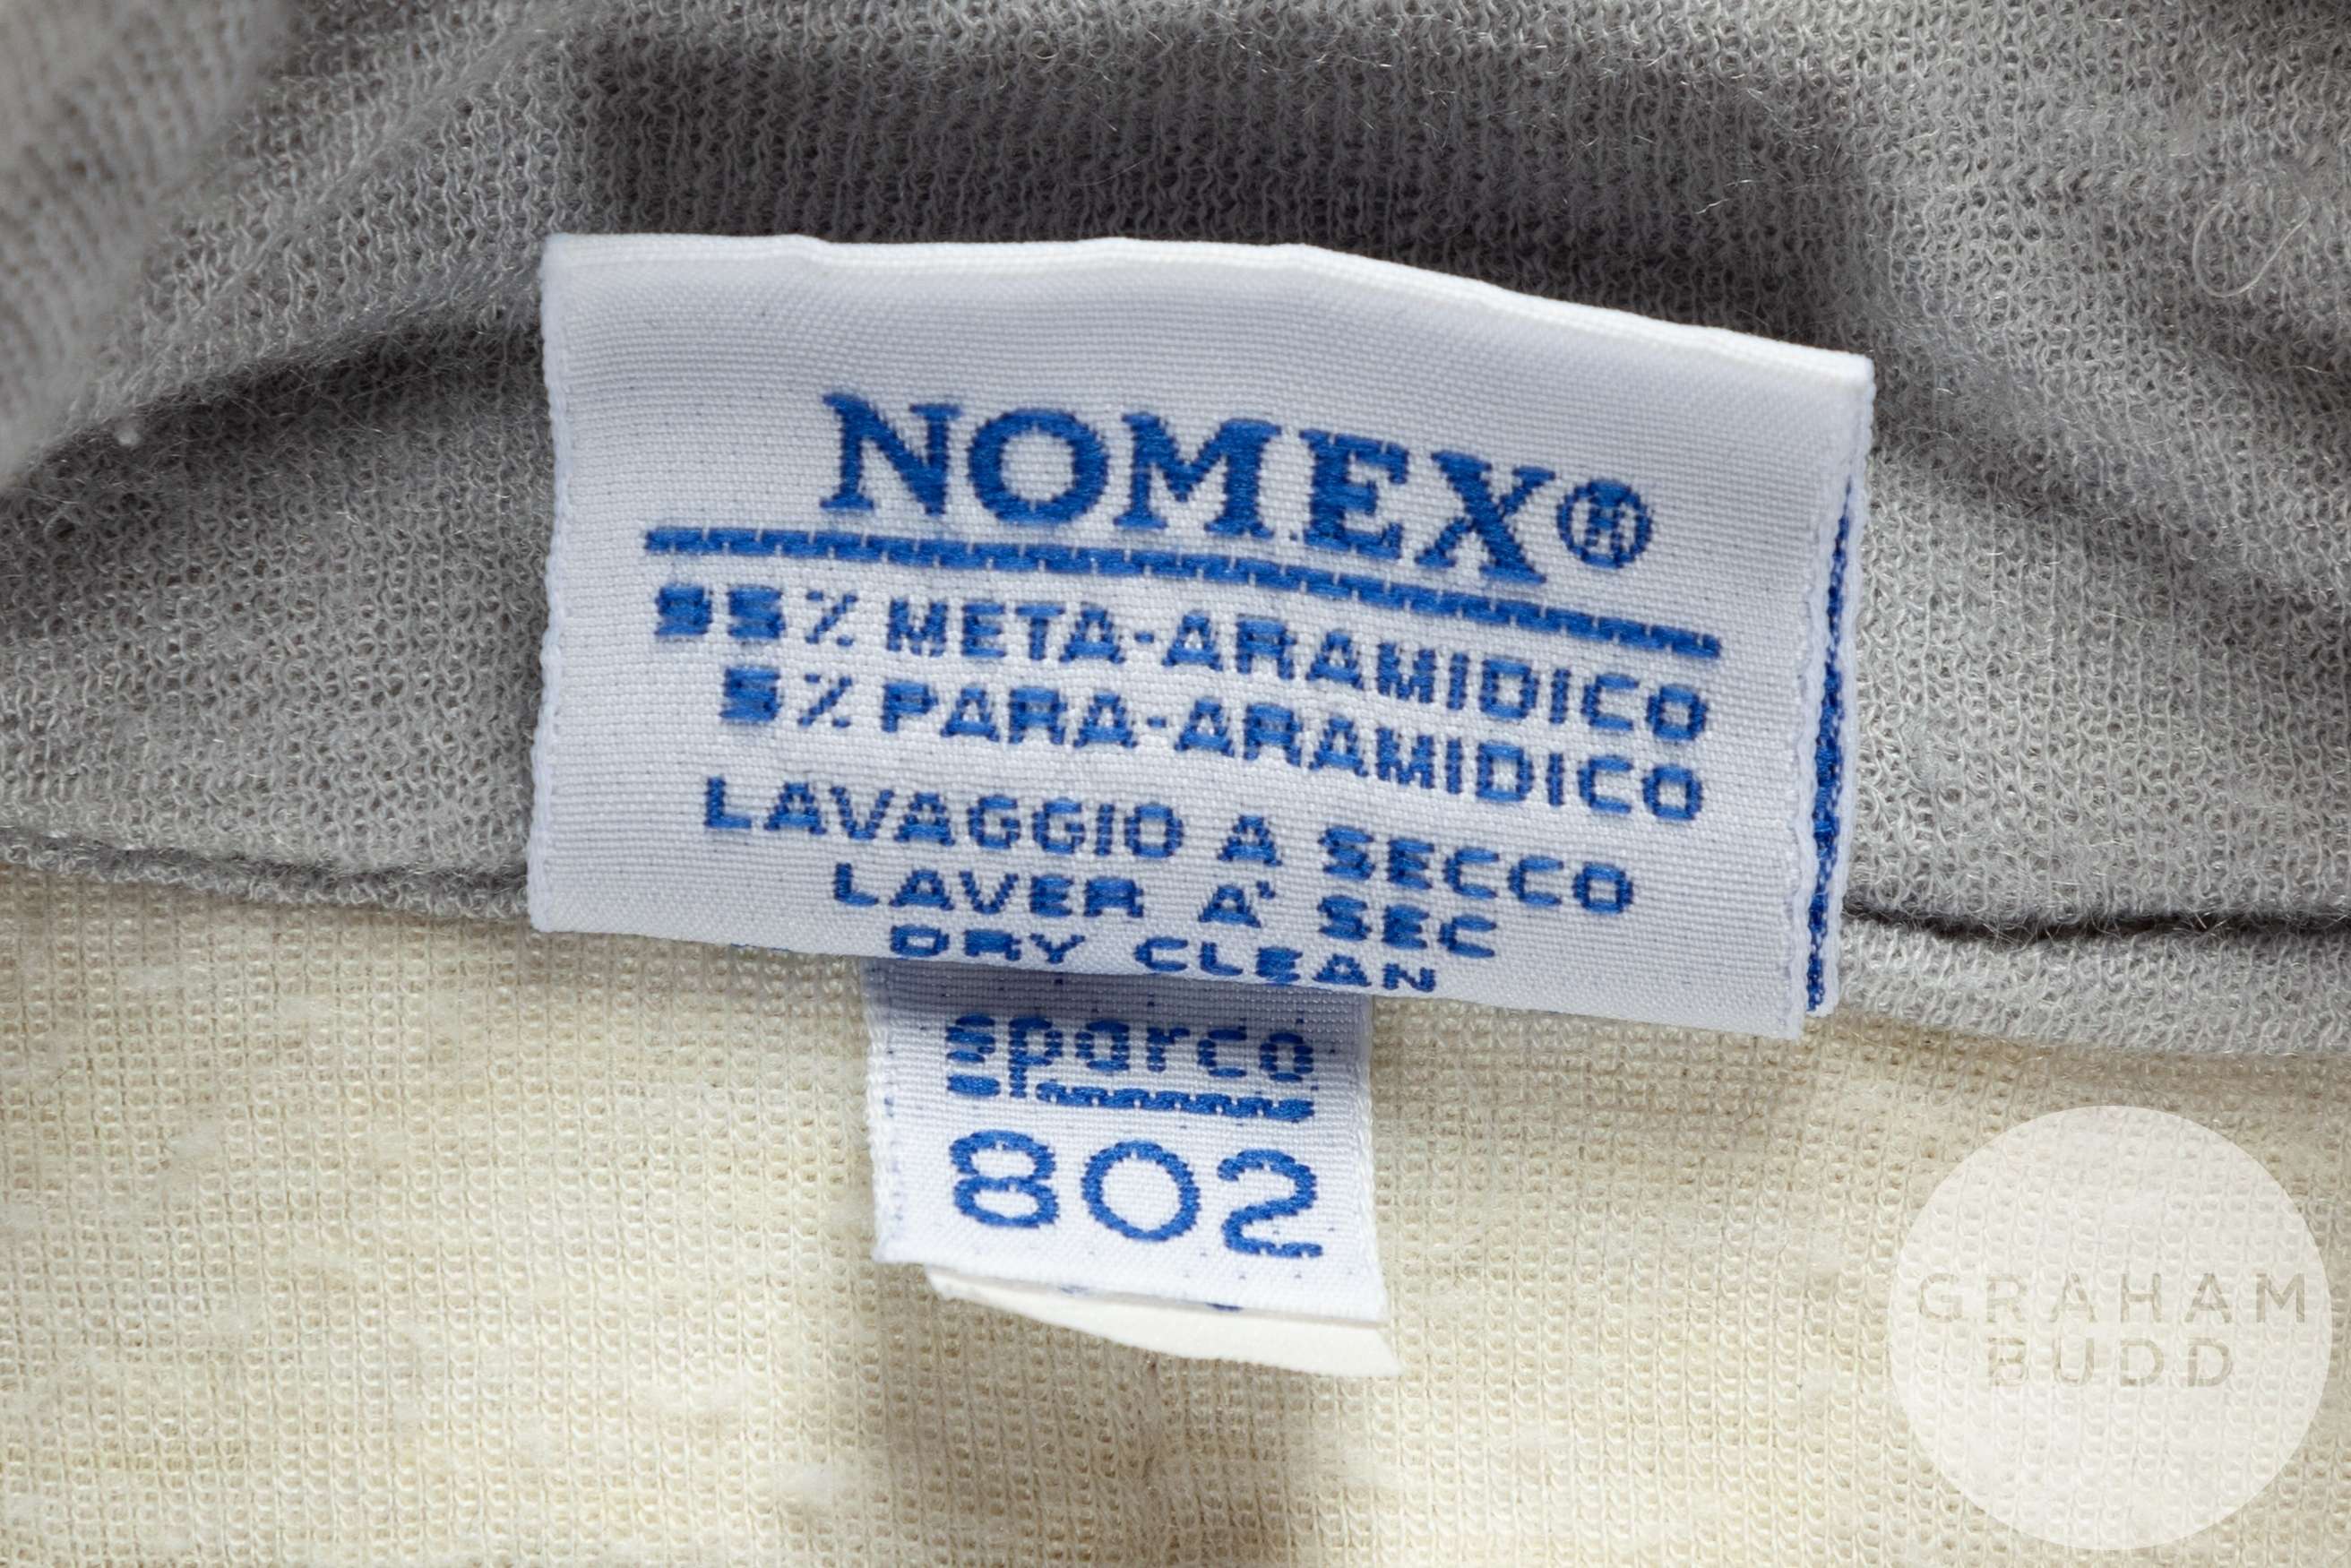 NOMEX®
95% META-ARAMIDICO
5% PARA-ARAMIDICO
LAVAGGIO A SECCO
LAVER A' SEC
DRY CLEAN
sparco
802
GRAHAM
BUDD